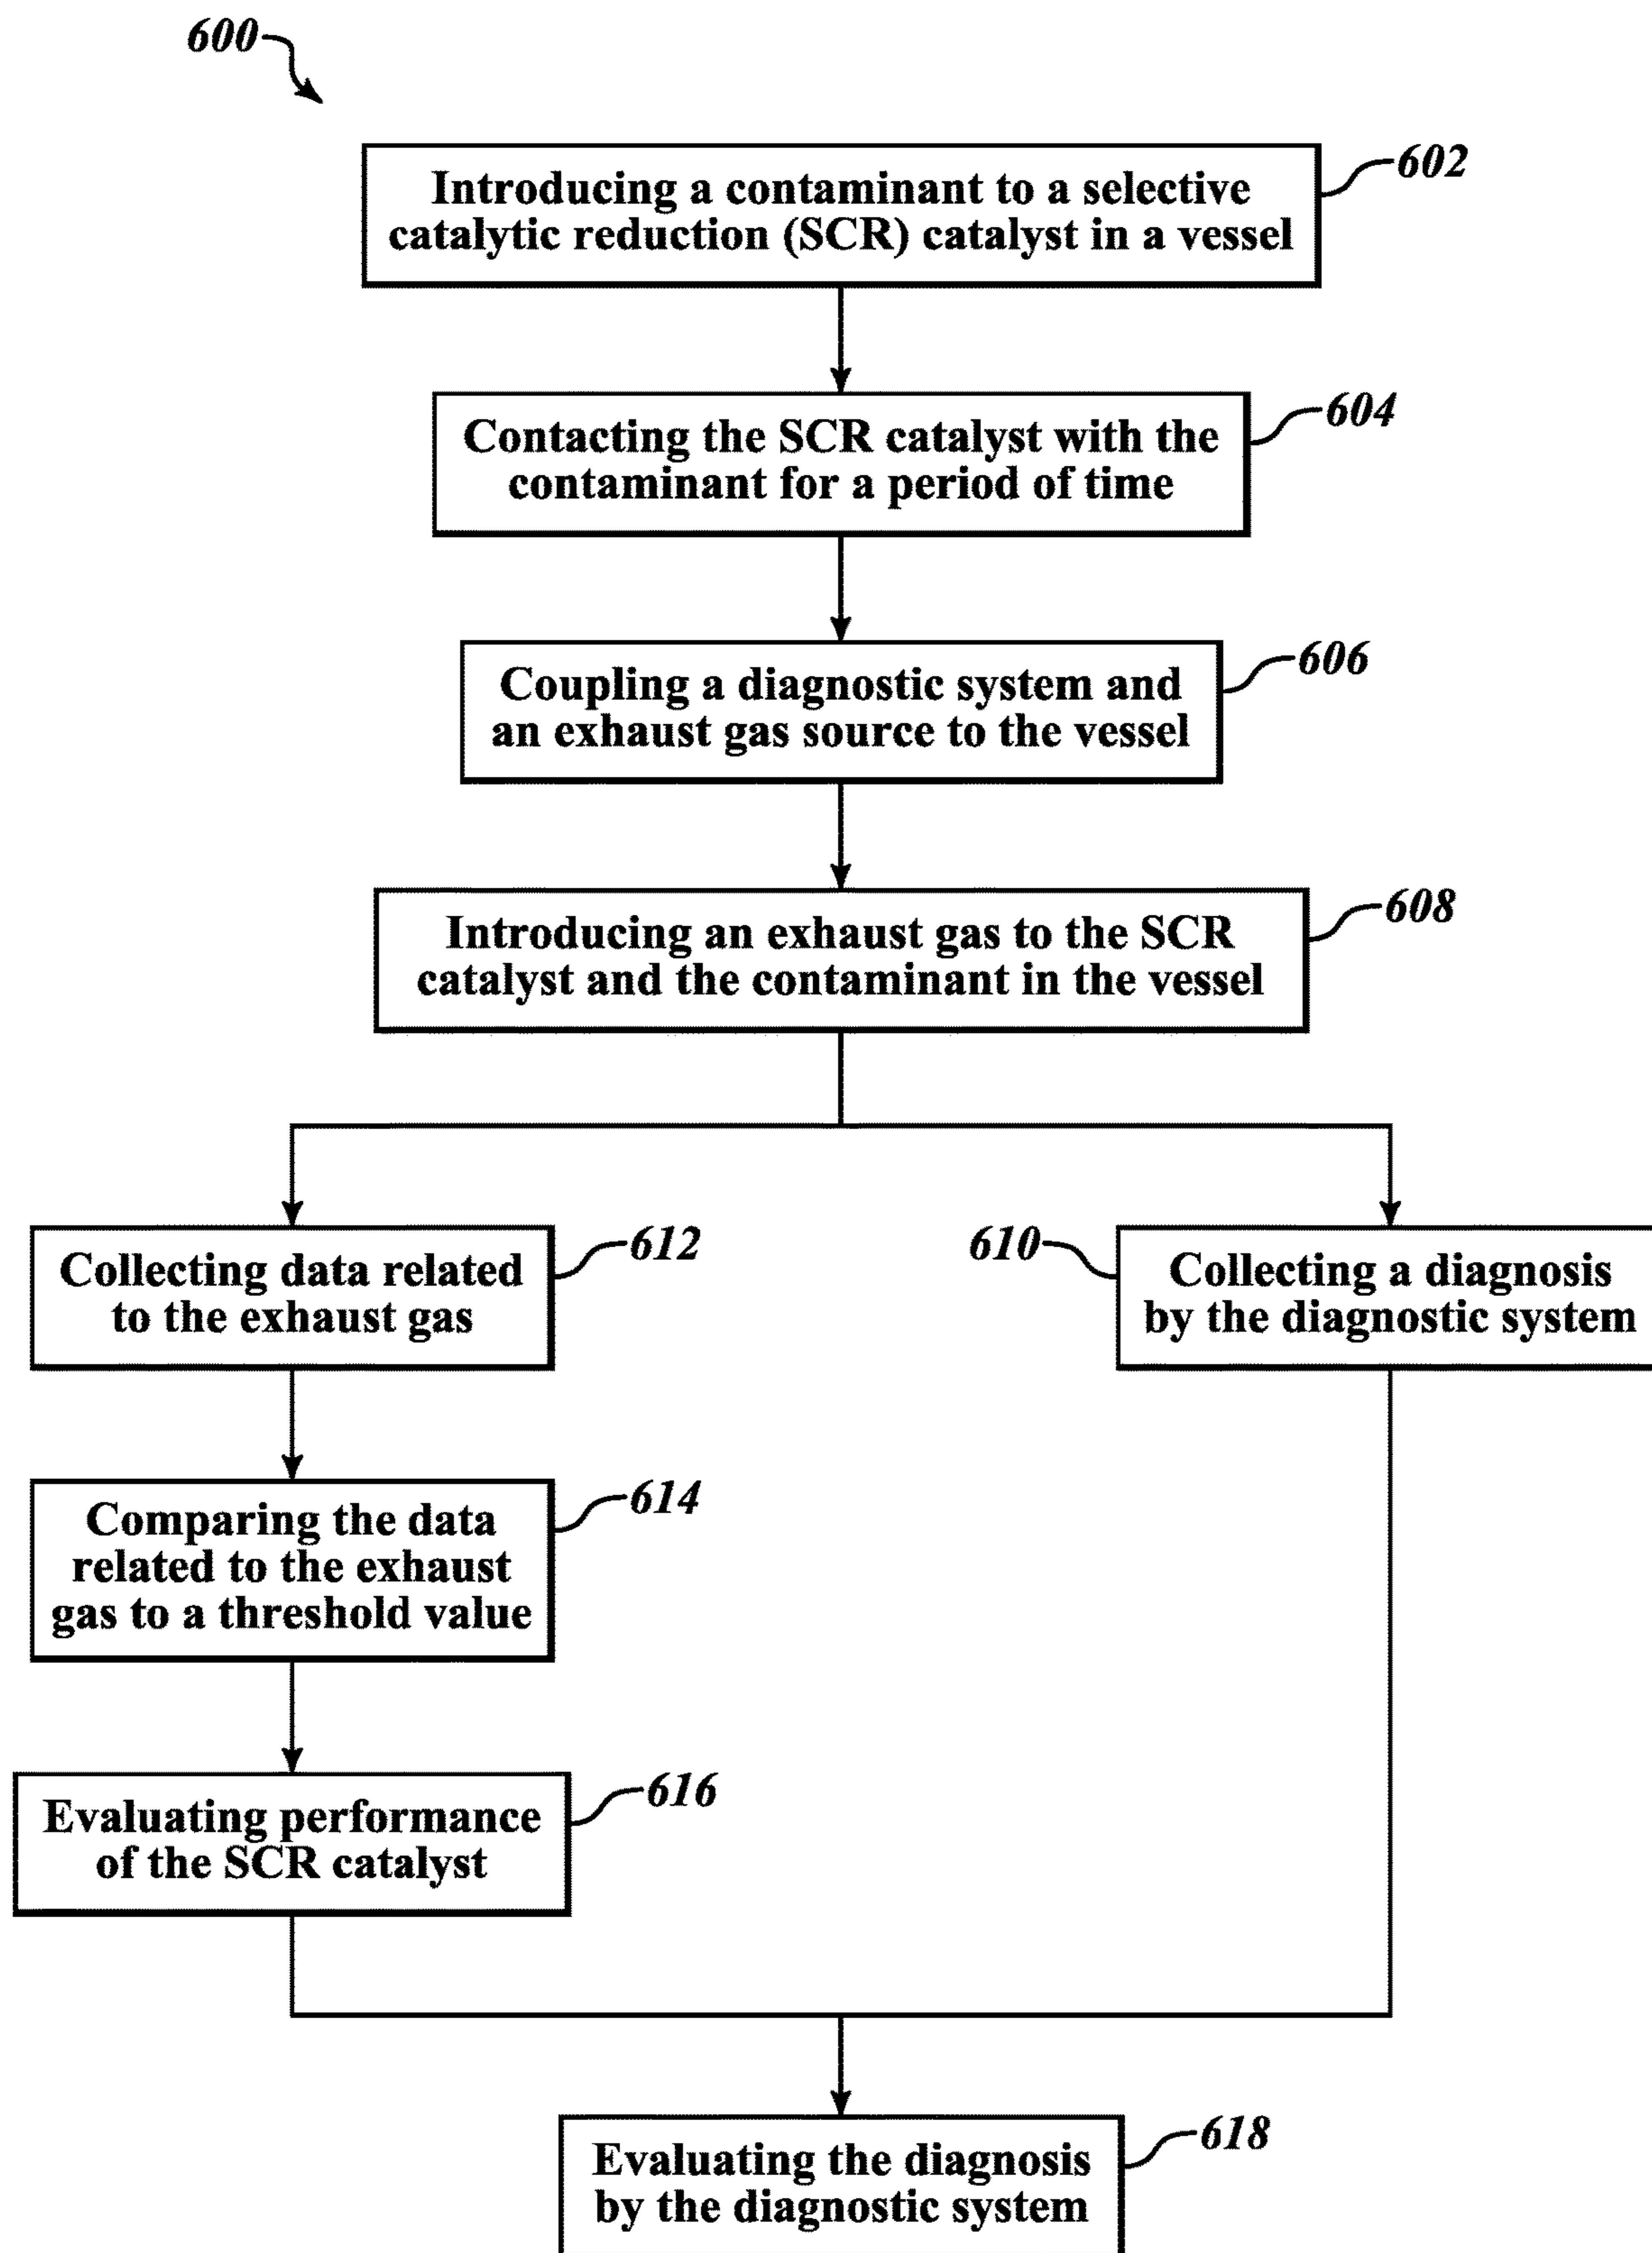 600
602
Introducing a contaminant to a selective
catalytic reduction (SCR) catalyst in a vessel
604
Contacting the SCR catalyst with the
contaminant for a period of time
606
Coupling a diagnostic system and
an exhaust gas source to the vessel
608
Introducing an exhaust gas to the SCR
catalyst and the contaminant in the vessel
612
Collecting data related
to the exhaust gas
610
Collecting a diagnosis
by the diagnostic system
614
Comparing the data
related to the exhaust
gas to a threshold value
616
Evaluating performance
of the SCR catalyst
618
Evaluating the diagnosis
by the diagnostic system